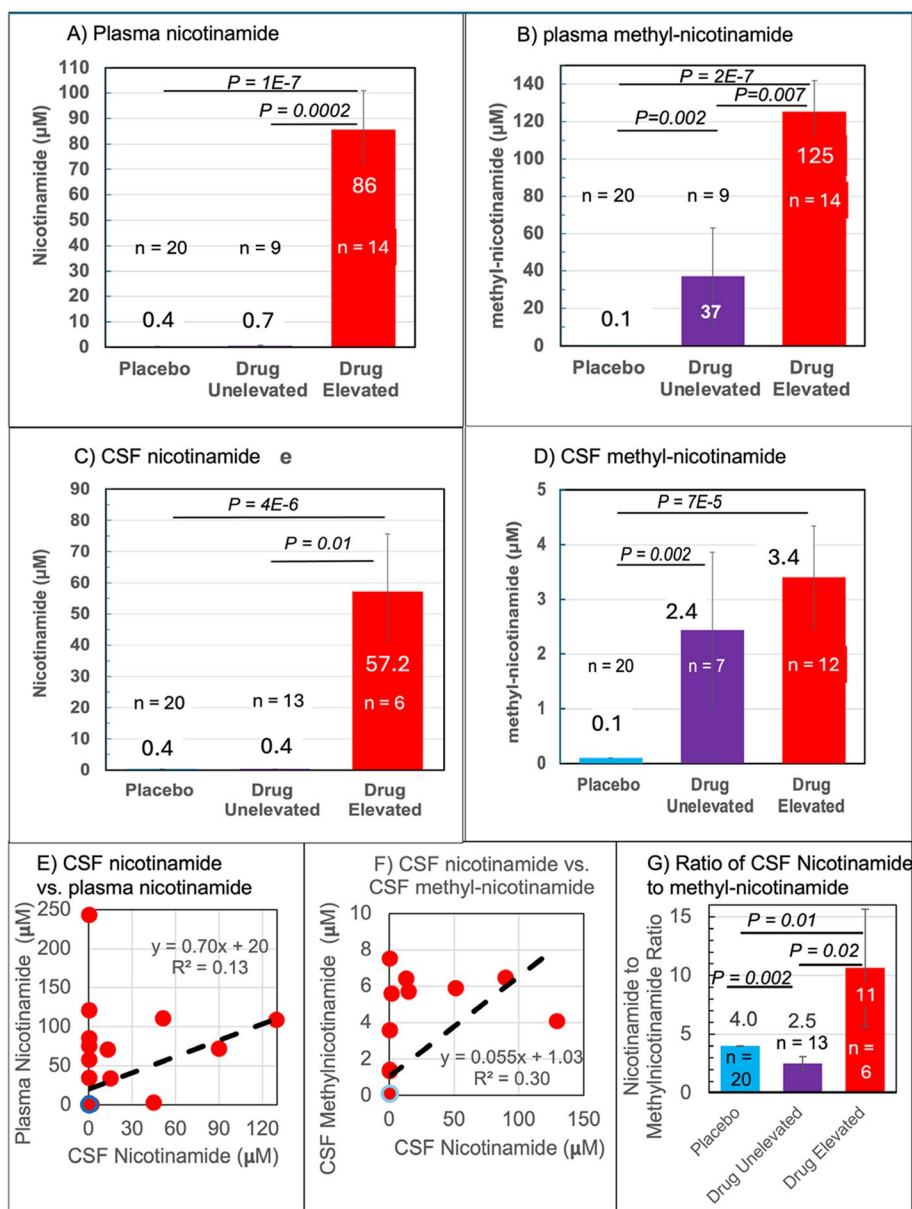 A) Plasma nicotinamide
110
100
90
80
70
60
50
40
30
20
10
0
Nicotinamide (µM)
P = 1E-7
P = 0.0002
86
n = 20
n = 9
n = 14
0.4
0.7
Placebo
Drug
Unelevated
Drug
Elevated
B) plasma methyl-nicotinamide
140
120
100
80
60
40
20
0
methyl-nicotinamide (µM)
P = 2E-7
P=0.007
P=0.002
125
n = 20
n = 9
n = 14
37
0.1
Placebo
Drug
Unelevated
Drug
Elevated
C) CSF nicotinamide e
90
80
70
60
50
40
30
20
10
0
Nicotinamide (µM)
P = 4E-6
P = 0.01
57.2
n = 20
n = 13
n = 6
0.4
0.4
Placebo
Drug
Unelevated
Drug
Elevated
D) CSF methyl-nicotinamide
5
4
3
2
1
0
methyl-nicotinamide (µM)
P = 7E-5
P = 0.002
3.4
2.4
n = 20
n = 7
n = 12
0.1
Placebo
Drug
Unelevated
Drug
Elevated
E) CSF nicotinamide
vs. plasma nicotinamide
250
200
150
100
50
0
Plasma Nicotinamide (µM)
y = 0.70x + 20
R² = 0.13
0
30
60
90
130
CSF Nicotinamide (µM)
F) CSF nicotinamide vs.
CSF methyl-nicotinamide
8
6
4
2
0
CSF Methylnicotinamide (µM)
y = 0.055x + 1.03
R² = 0.30
0
50
100
150
CSF Nicotinamide (µM)
G) Ratio of CSF Nicotinamide
to methyl-nicotinamide
15
10
5
0
Nicotinamide to
Methylnicotinamide Ratio
P = 0.01
P = 0.02
P = 0.002
4.0
2.5
11
n =
20
n = 13
n =
6
Placebo
Drug Unelevated
Drug Elevated